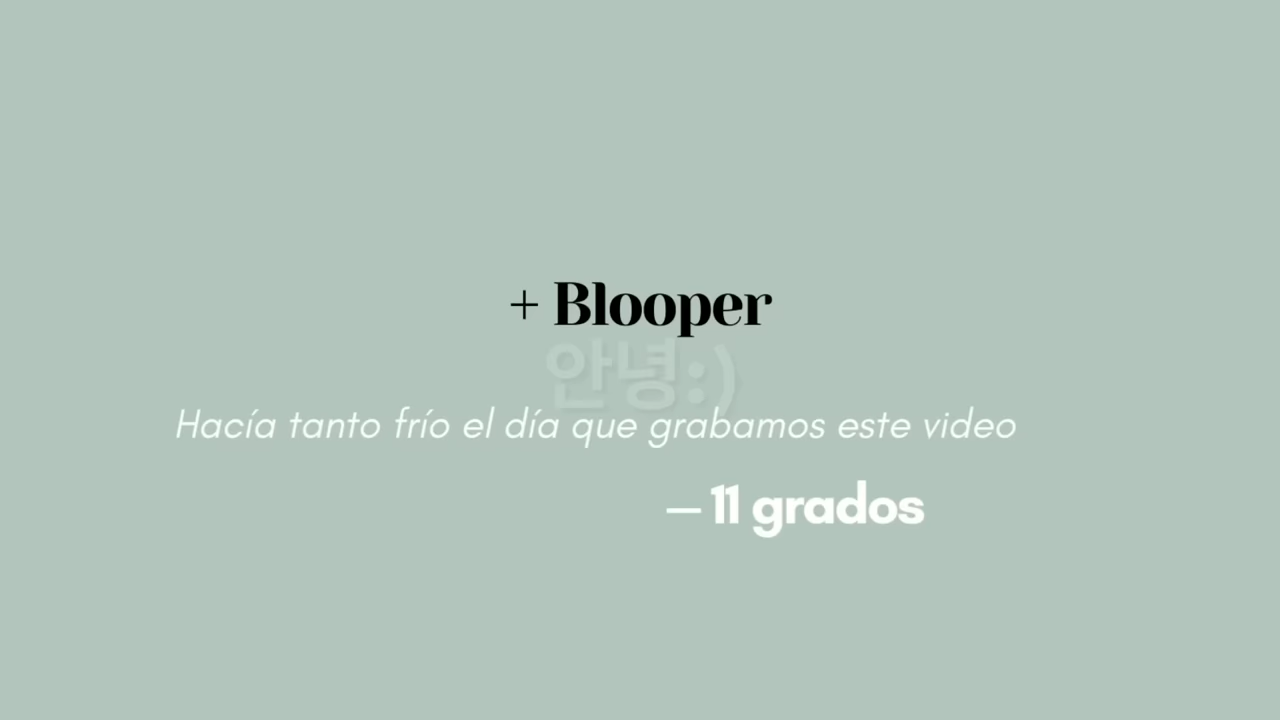 + Blooper
안녕:)
Hacía tanto frío el día que grabamos este video
— 11 grados